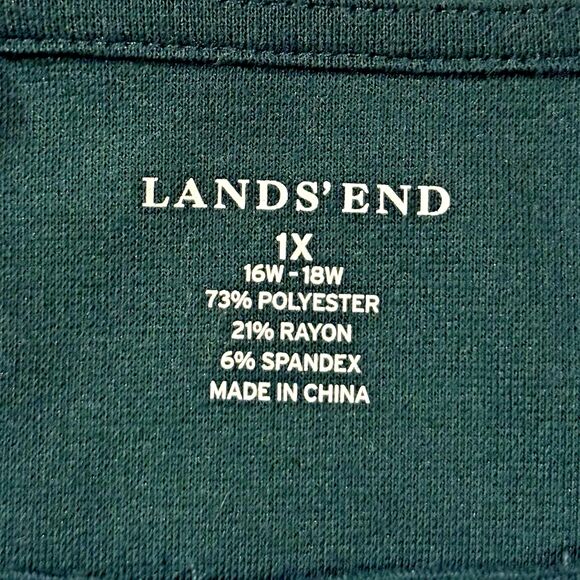 LANDS' END
1X
16W - 18W
73% POLYESTER
21% RAYON
6% SPANDEX
MADE IN CHINA